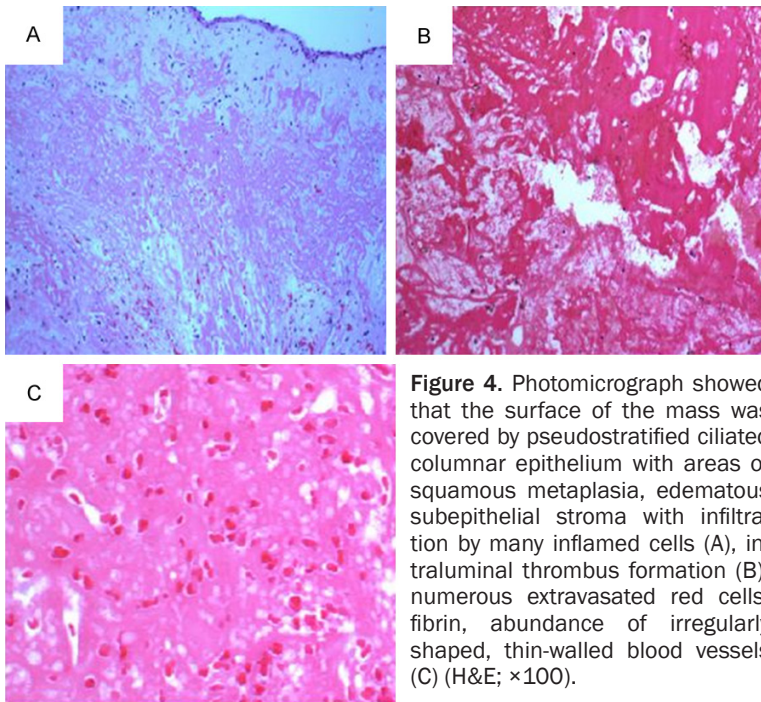 A
B
C
Figure 4. Photomicrograph showed
that the surface of the mass was
covered by pseudostratified ciliated
columnar epithelium with areas o
squamous metaplasia, edematous
subepithelial stroma with infiltra
tion by many inflamed cells (A), in
traluminal thrombus formation (B)
numerous extravasated red cells
fibrin, abundance of irregularly
shaped, thin-walled blood vessels
(C) (H&E; ×100).